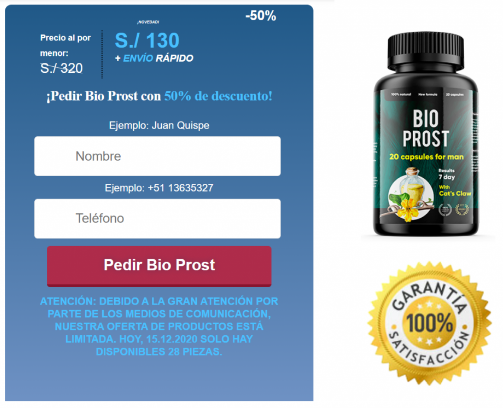 ¡NOVEDAD!
-50%
Precio al por
menor:
S./ 320
S./ 130
+ ENVÍO RÁPIDO
¡Pedir Bio Prost con 50% de descuento!
Ejemplo: Juan Quispe
Nombre
Ejemplo: +51 13635327
Teléfono
Pedir Bio Prost
ATENCIÓN: DEBIDO A LA GRAN ATENCIÓN POR
PARTE DE LOS MEDIOS DE COMUNICACIÓN,
NUESTRA OFERTA DE PRODUCTOS ESTÁ
LIMITADA. HOY, 15.12.2020 SOLO HAY
DISPONIBLES 28 PIEZAS.
100% natural New formula 20 capsules
BIO
PROST
20 capsules for man
Results
7 day
With
Cat's Claw
GARANTÍA
100%
SATISFACCIÓN